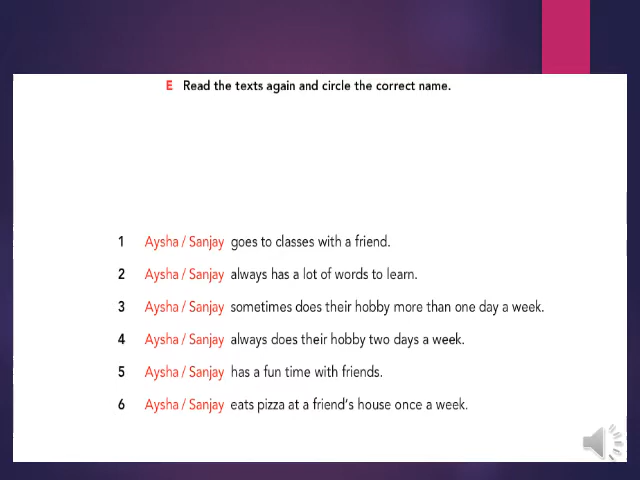 E Read the texts again and circle the correct name.
1 Aysha / Sanjay goes to classes with a friend.
2 Aysha / Sanjay always has a lot of words to learn.
3 Aysha / Sanjay sometimes does their hobby more than one day a week.
4 Aysha / Sanjay always does their hobby two days a week.
5 Aysha / Sanjay has a fun time with friends.
6 Aysha / Sanjay eats pizza at a friend's house once a week.